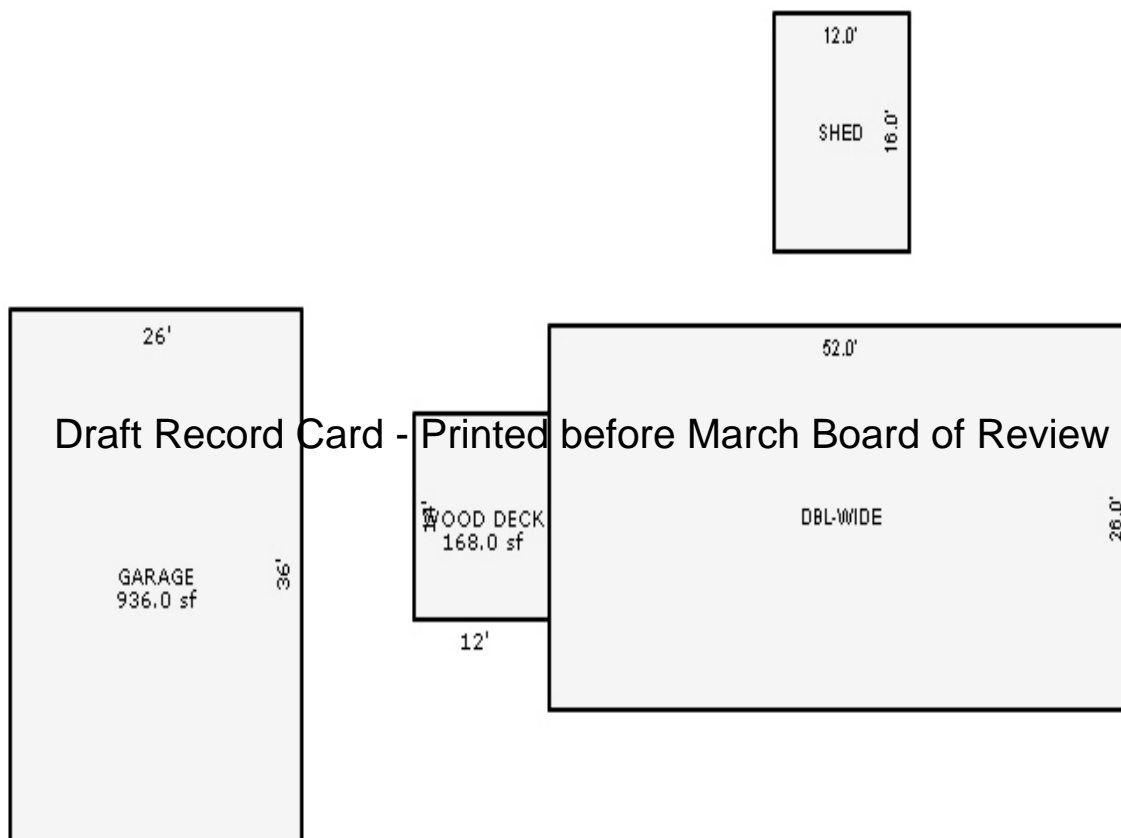 12.0'
SHED
16.0'
26'
52.0'
Draft Record Card - Printed before March Board of Review
WOOD DECK
168.0 sf
DBL-WIDE
26.0'
GARAGE
936.0 sf
36'
12'